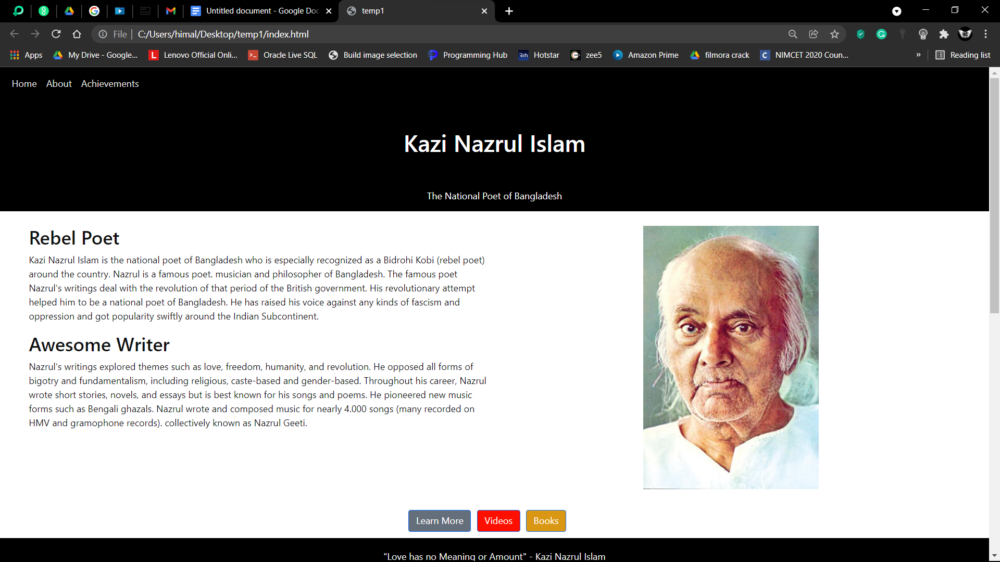 Untitled document - Google Doc
temp1
File
C:/Users/himal/Desktop/temp1/index.html
Apps
My Drive - Google...
Lenovo Official Onli...
Oracle Live SQL
Build image selection
Programming Hub
Hotstar
zee5
Amazon Prime
filmora crack
NIMCET 2020 Coun...
»
Reading list
Home About Achievements
Kazi Nazrul Islam
The National Poet of Bangladesh
Rebel Poet
Kazi Nazrul Islam is the national poet of Bangladesh who is especially recognized as a Bidrohi Kobi (rebel poet)
around the country. Nazrul is a famous poet. musician and philosopher of Bangladesh. The famous poet
Nazrul's writings deal with the revolution of that period of the British government. His revolutionary attempt
helped him to be a national poet of Bangladesh. He has raised his voice against any kinds of fascism and
oppression and got popularity swiftly around the Indian Subcontinent.
Awesome Writer
Nazrul's writings explored themes such as love, freedom, humanity, and revolution. He opposed all forms of
bigotry and fundamentalism, including religious, caste-based and gender-based. Throughout his career, Nazrul
wrote short stories, novels, and essays but is best known for his songs and poems. He pioneered new music
forms such as Bengali ghazals. Nazrul wrote and composed music for nearly 4.000 songs (many recorded on
HMV and gramophone records). collectively known as Nazrul Geeti.
Learn More
Videos
Books
"Love has no Meaning or Amount" - Kazi Nazrul Islam